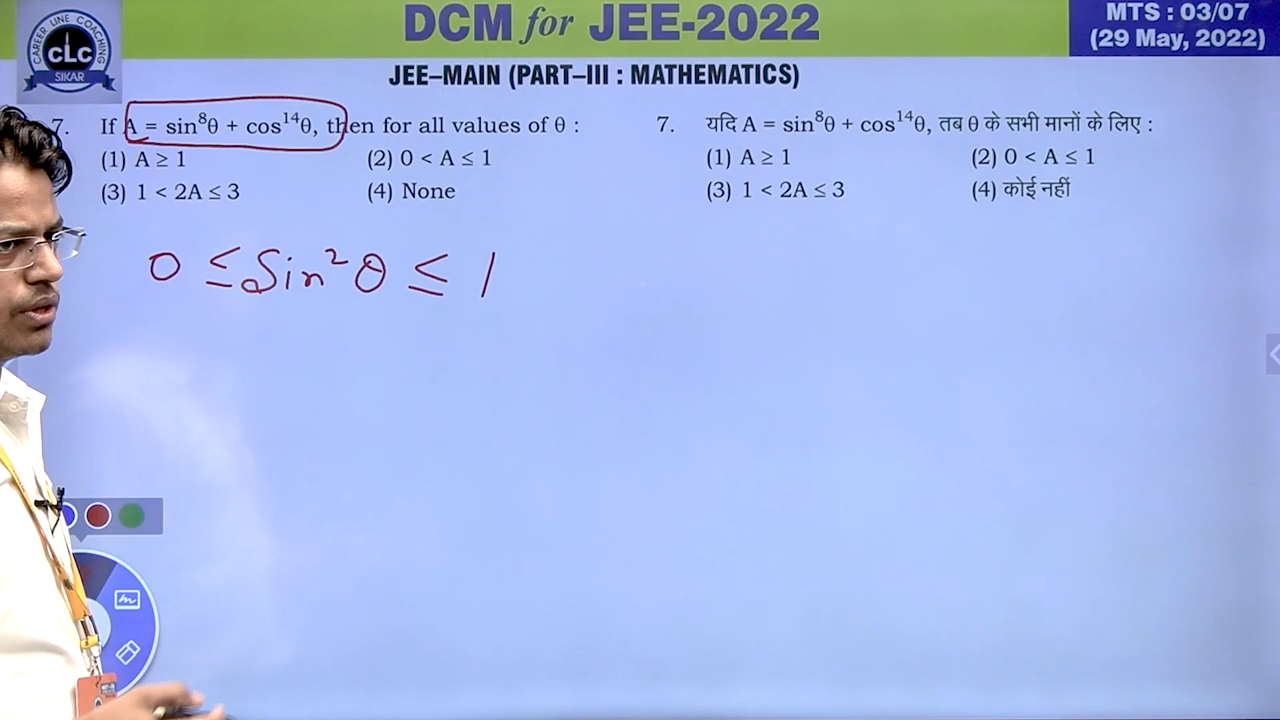 DCM for JEE-2022
MTS : 03/07
(29 May, 2022)
CAREER LINE COACHING
CLC
SIKAR
JEE–MAIN (PART–III : MATHEMATICS)
7. If A = sin⁸θ + cos¹⁴θ, then for all values of θ :
(1) A ≥ 1 (2) 0 < A ≤ 1
(3) 1 < 2A ≤ 3 (4) None
7. यदि A = sin⁸θ + cos¹⁴θ, तब θ के सभी मानों के लिए :
(1) A ≥ 1 (2) 0 < A ≤ 1
(3) 1 < 2A ≤ 3 (4) कोई नहीं
0 ≤ Sin²θ ≤ 1